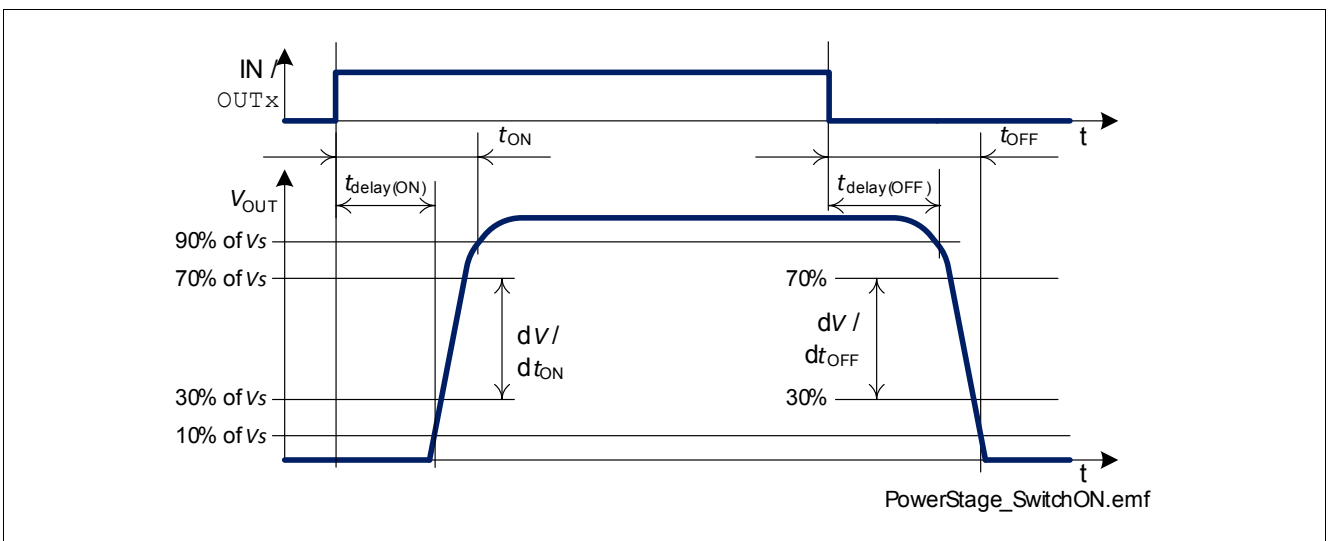 IN /
OUTx
t
tON
tOFF
tdelay(ON)
tdelay(OFF)
VOUT
90% of Vs
70% of Vs
70%
dV /
dtON
dV /
dtOFF
30% of Vs
30%
10% of Vs
t
PowerStage_SwitchON.emf